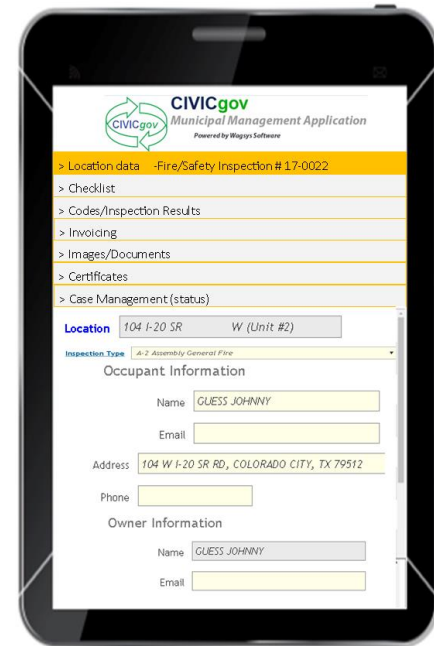 CIVICgov
CIVICgov
Municipal Management Application
Powered by Wagsys Software
> Location data -Fire/Safety Inspection # 17-0022
> Checklist
> Codes/Inspection Results
> Invoicing
> Images/Documents
> Certificates
> Case Management (status)
Location 104 I-20 SR W (Unit #2)
Inspection Type A-2 Assembly General Fire
Occupant Information
Name GUESS JOHNNY
Email
Address 104 W I-20 SR RD, COLORADO CITY, TX 79512
Phone
Owner Information
Name GUESS JOHNNY
Email